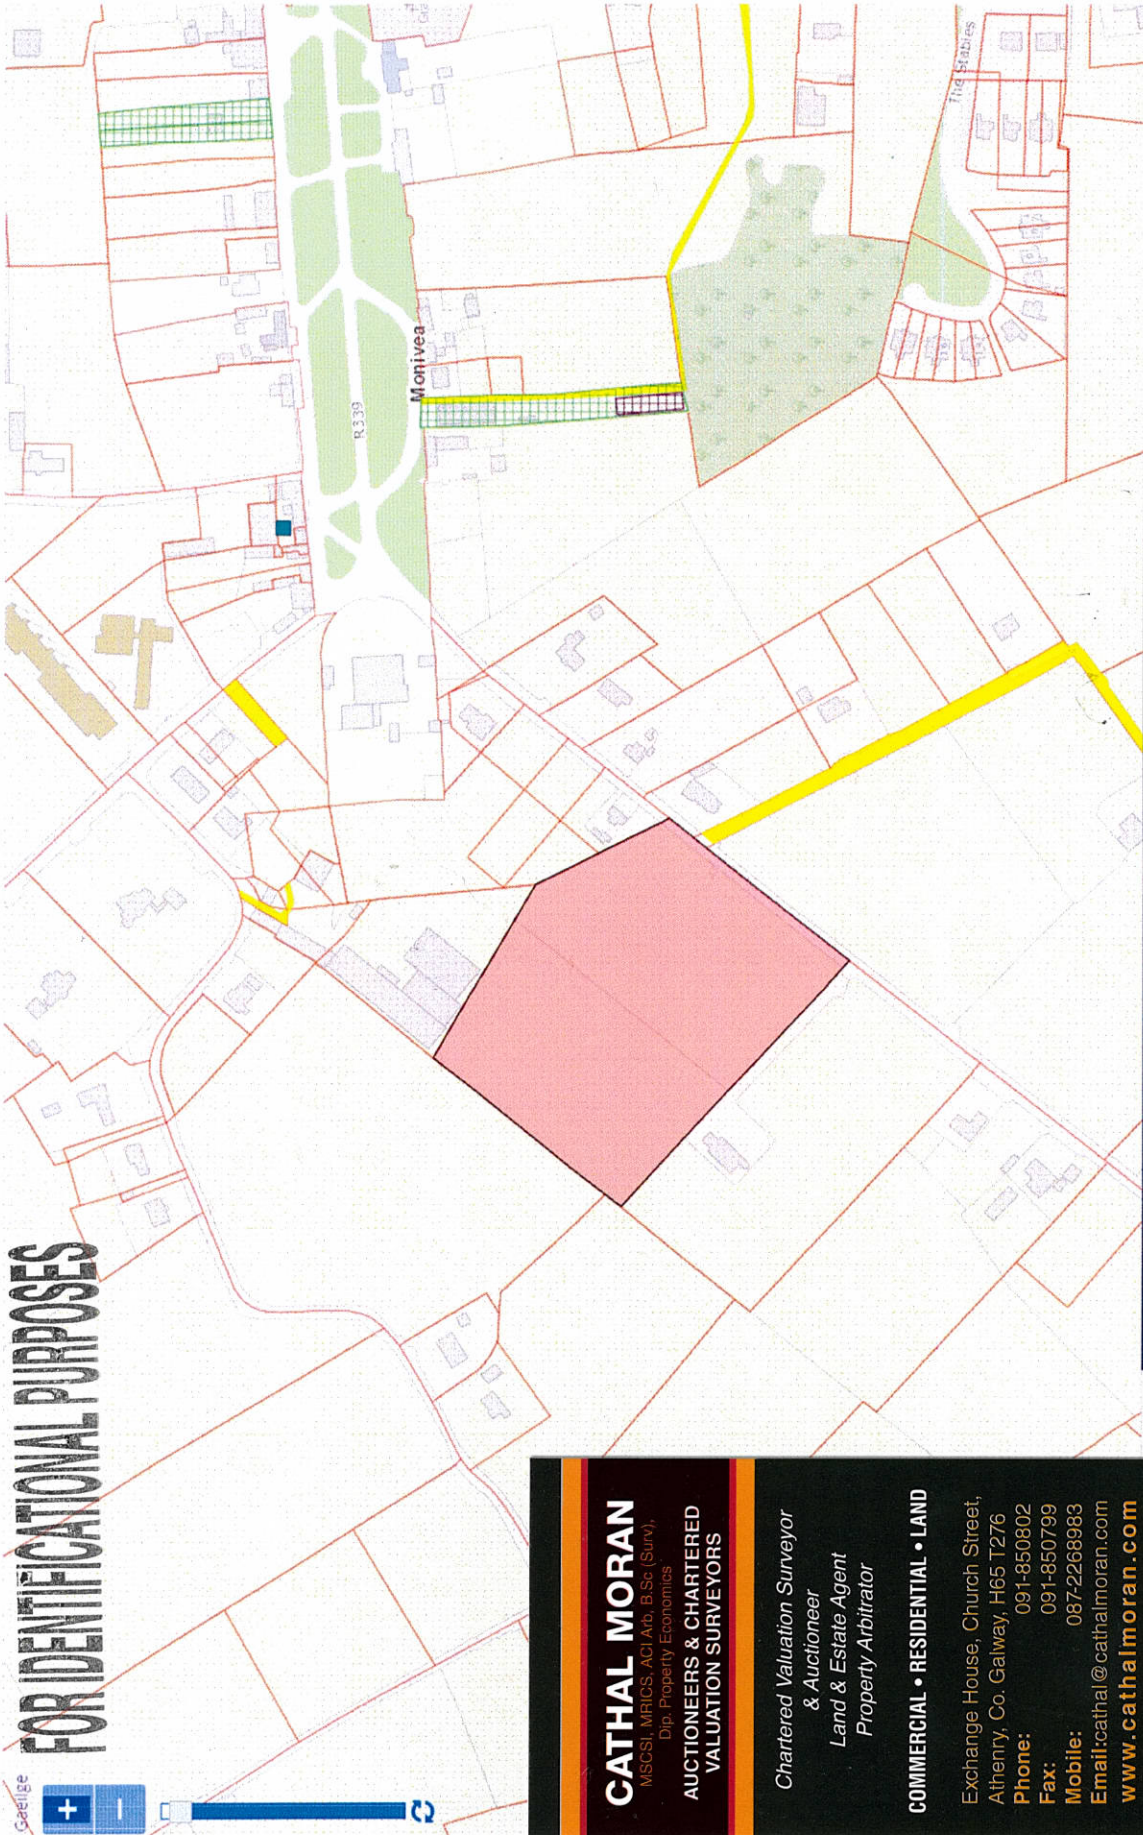 Gaeilge
FOR IDENTIFICATIONAL PURPOSES
+
−
R339
Monivea
The Stables
CATHAL MORAN
MSCSI, MRICS, ACI Arb, B.Sc (Surv),
Dip. Property Economics
AUCTIONEERS & CHARTERED
VALUATION SURVEYORS
Chartered Valuation Surveyor
& Auctioneer
Land & Estate Agent
Property Arbitrator
COMMERCIAL • RESIDENTIAL • LAND
Exchange House, Church Street,
Athenry, Co. Galway, H65 T276
Phone: 091-850802
Fax: 091-850799
Mobile: 087-2268983
Email:cathal@cathalmoran.com
www.cathalmoran.com